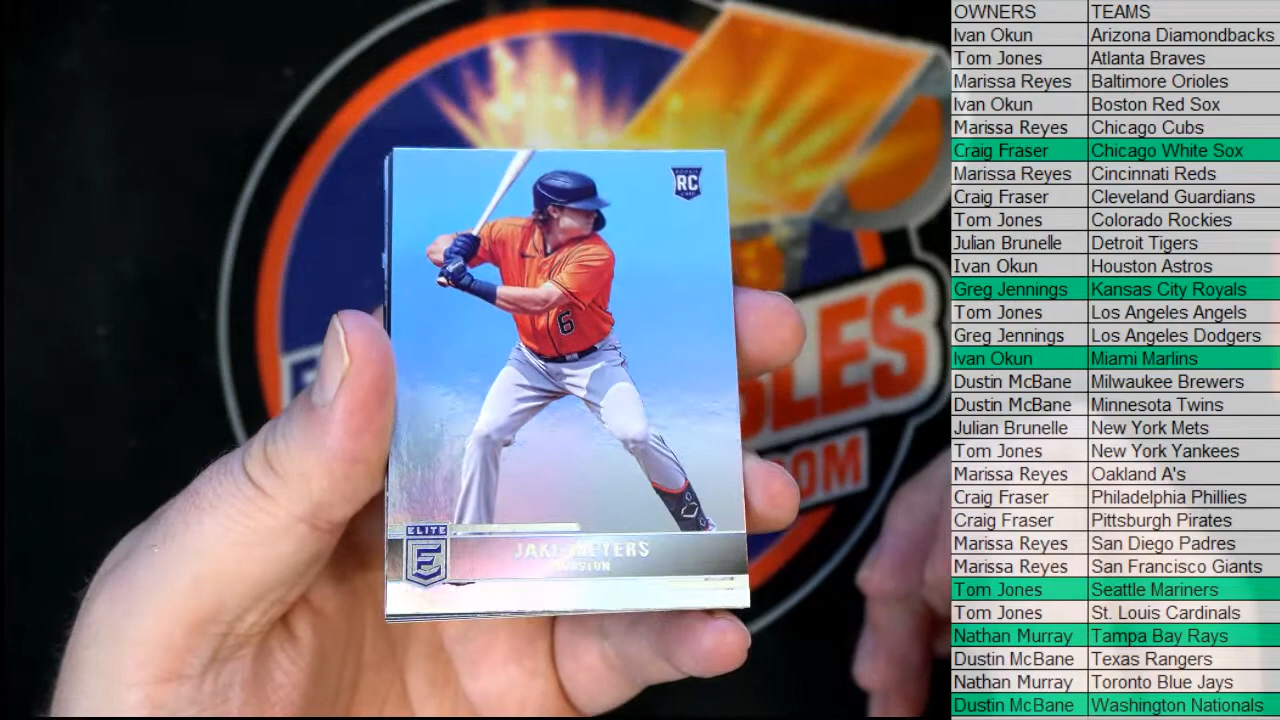 OWNERS TEAMS
Ivan Okun Arizona Diamondbacks
Tom Jones Atlanta Braves
Marissa Reyes Baltimore Orioles
Ivan Okun Boston Red Sox
Marissa Reyes Chicago Cubs
Craig Fraser Chicago White Sox
Marissa Reyes Cincinnati Reds
Craig Fraser Cleveland Guardians
Tom Jones Colorado Rockies
Julian Brunelle Detroit Tigers
Ivan Okun Houston Astros
Greg Jennings Kansas City Royals
Tom Jones Los Angeles Angels
Greg Jennings Los Angeles Dodgers
Ivan Okun Miami Marlins
Dustin McBane Milwaukee Brewers
Dustin McBane Minnesota Twins
Julian Brunelle New York Mets
Tom Jones New York Yankees
Marissa Reyes Oakland A's
Craig Fraser Philadelphia Phillies
Craig Fraser Pittsburgh Pirates
Marissa Reyes San Diego Padres
Marissa Reyes San Francisco Giants
Tom Jones Seattle Mariners
Tom Jones St. Louis Cardinals
Nathan Murray Tampa Bay Rays
Dustin McBane Texas Rangers
Nathan Murray Toronto Blue Jays
Dustin McBane Washington Nationals
RC
6
ELITE
E
JAKE MEYERS
HOUSTON